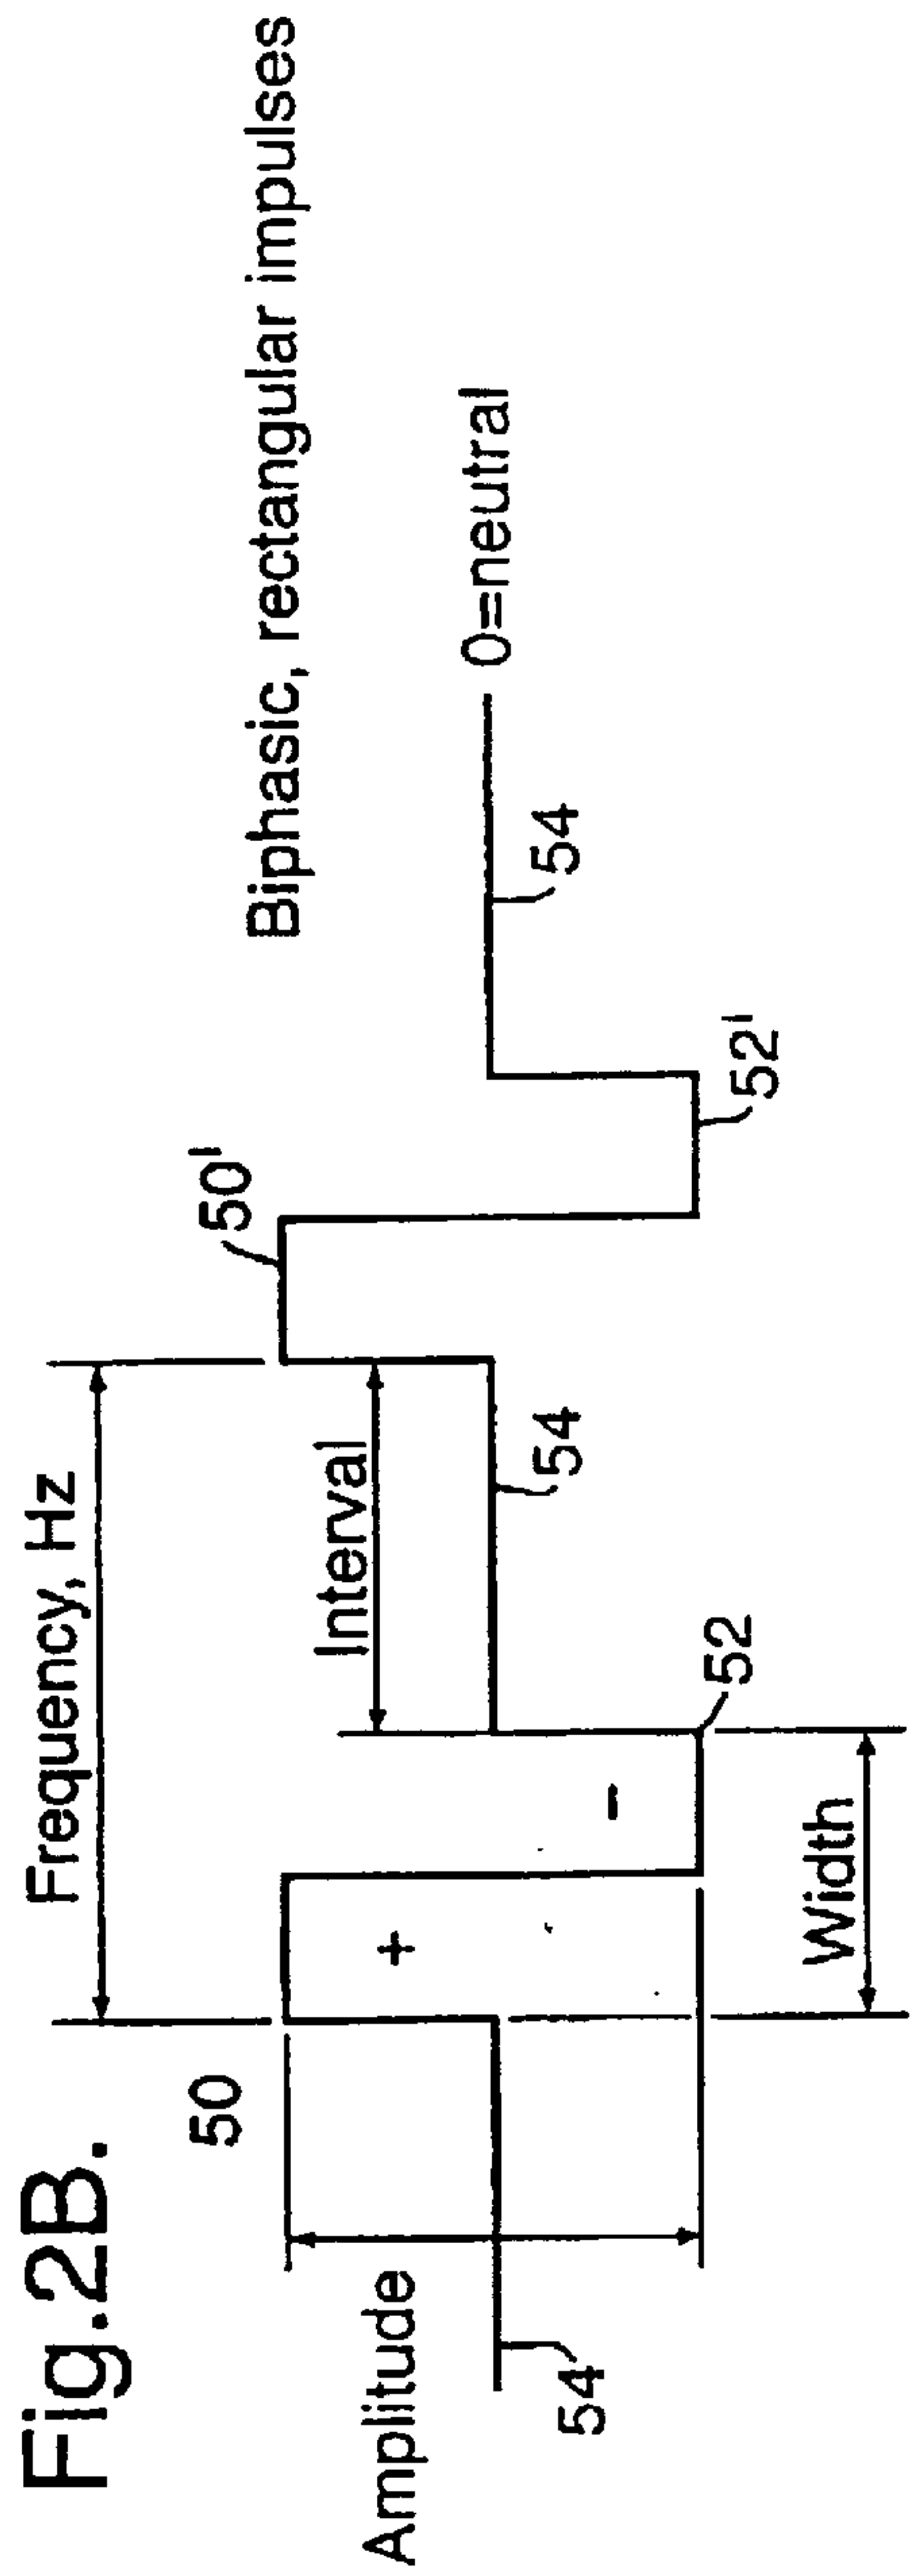 Fig.2B.
Frequency, Hz
Biphasic, rectangular impulses
50
50'
Interval
Amplitude
+
-
0=neutral
54
54
54
52
52'
Width